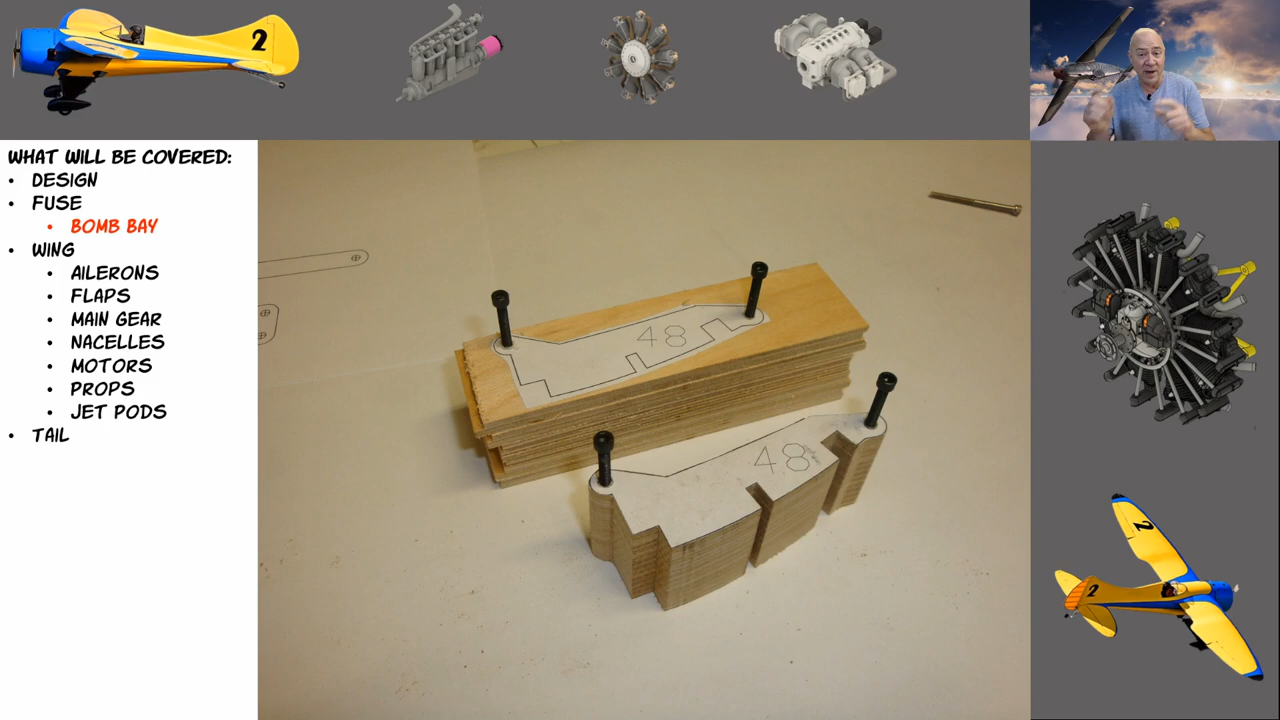 2
WHAT WILL BE COVERED:
• DESIGN
• FUSE
• BOMB BAY
• WING
• AILERONS
• FLAPS
• MAIN GEAR
• NACELLES
• MOTORS
• PROPS
• JET PODS
• TAIL
48
48
2
2